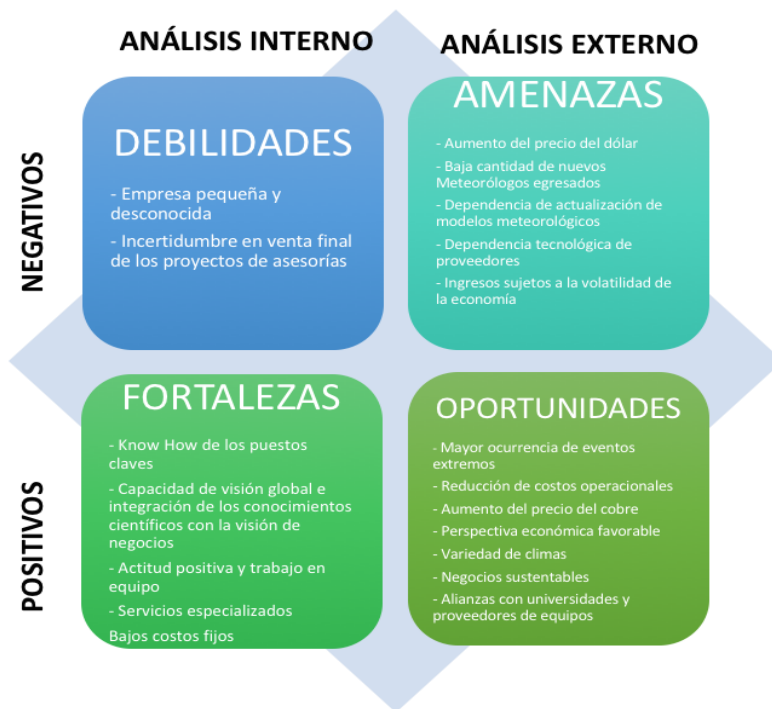 ANÁLISIS INTERNO
ANÁLISIS EXTERNO
NEGATIVOS
DEBILIDADES
- Empresa pequeña y
desconocida
- Incertidumbre en venta final
de los proyectos de asesorías
AMENAZAS
- Aumento del precio del dólar
- Baja cantidad de nuevos
Meteorólogos egresados
- Dependencia de actualización de
modelos meteorológicos
- Dependencia tecnológica de
proveedores
- Ingresos sujetos a la volatilidad de
la economía
POSITIVOS
FORTALEZAS
- Know How de los puestos
claves
- Capacidad de visión global e
integración de los conocimientos
científicos con la visión de
negocios
- Actitud positiva y trabajo en
equipo
- Servicios especializados
Bajos costos fijos
OPORTUNIDADES
- Mayor ocurrencia de eventos
extremos
- Reducción de costos operacionales
- Aumento del precio del cobre
- Perspectiva económica favorable
- Variedad de climas
- Negocios sustentables
- Alianzas con universidades y
proveedores de equipos